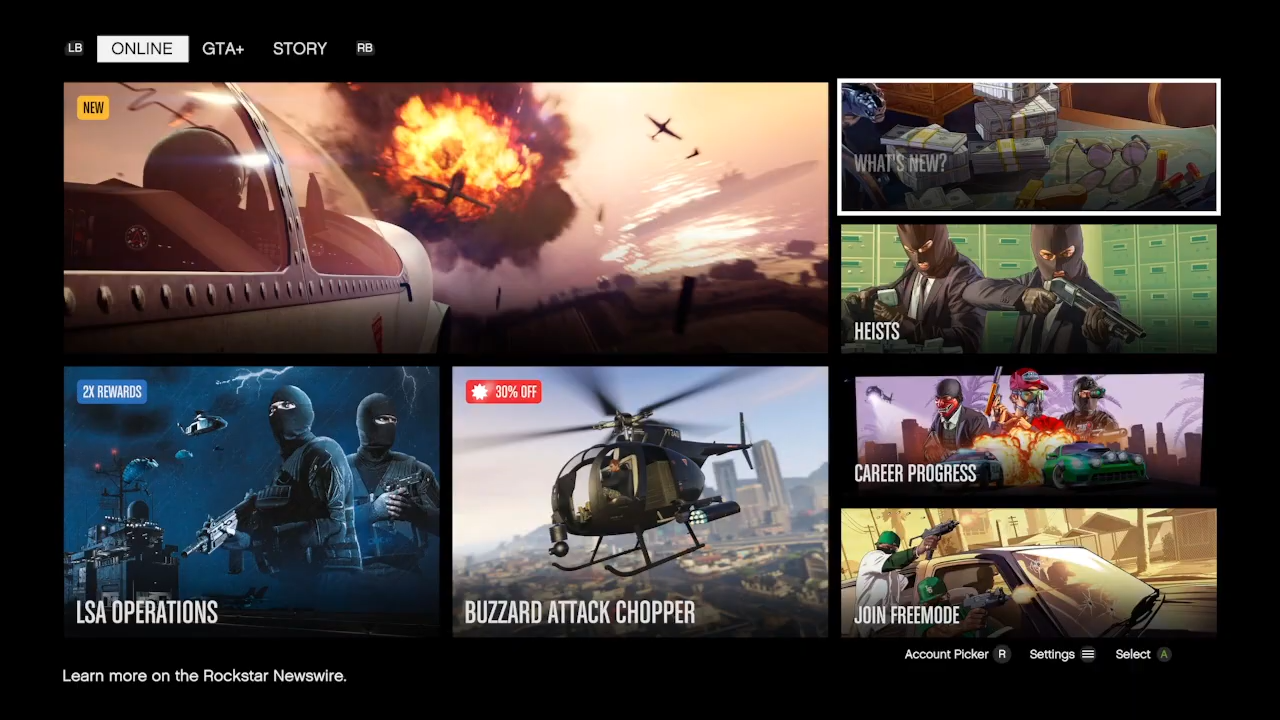 LB ONLINE GTA+ STORY RB
NEW
WHAT'S NEW?
HEISTS
2X REWARDS
30% OFF
CAREER PROGRESS
LSA OPERATIONS
BUZZARD ATTACK CHOPPER
JOIN FREEMODE
Account Picker R Settings Select A
Learn more on the Rockstar Newswire.